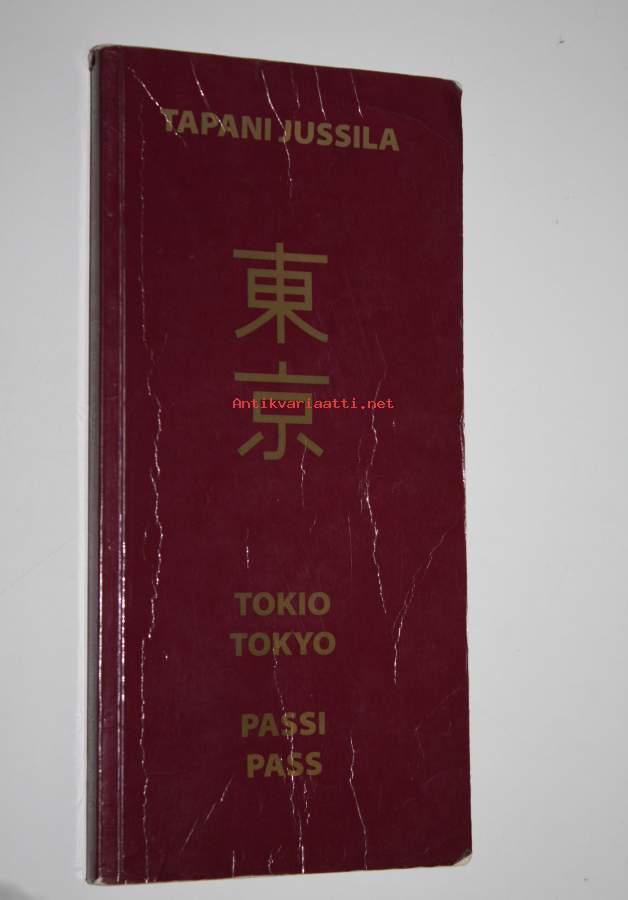 TAPANI JUSSILA
東
京
Antikvariaatti.net
TOKIO
TOKYO
PASSI
PASS